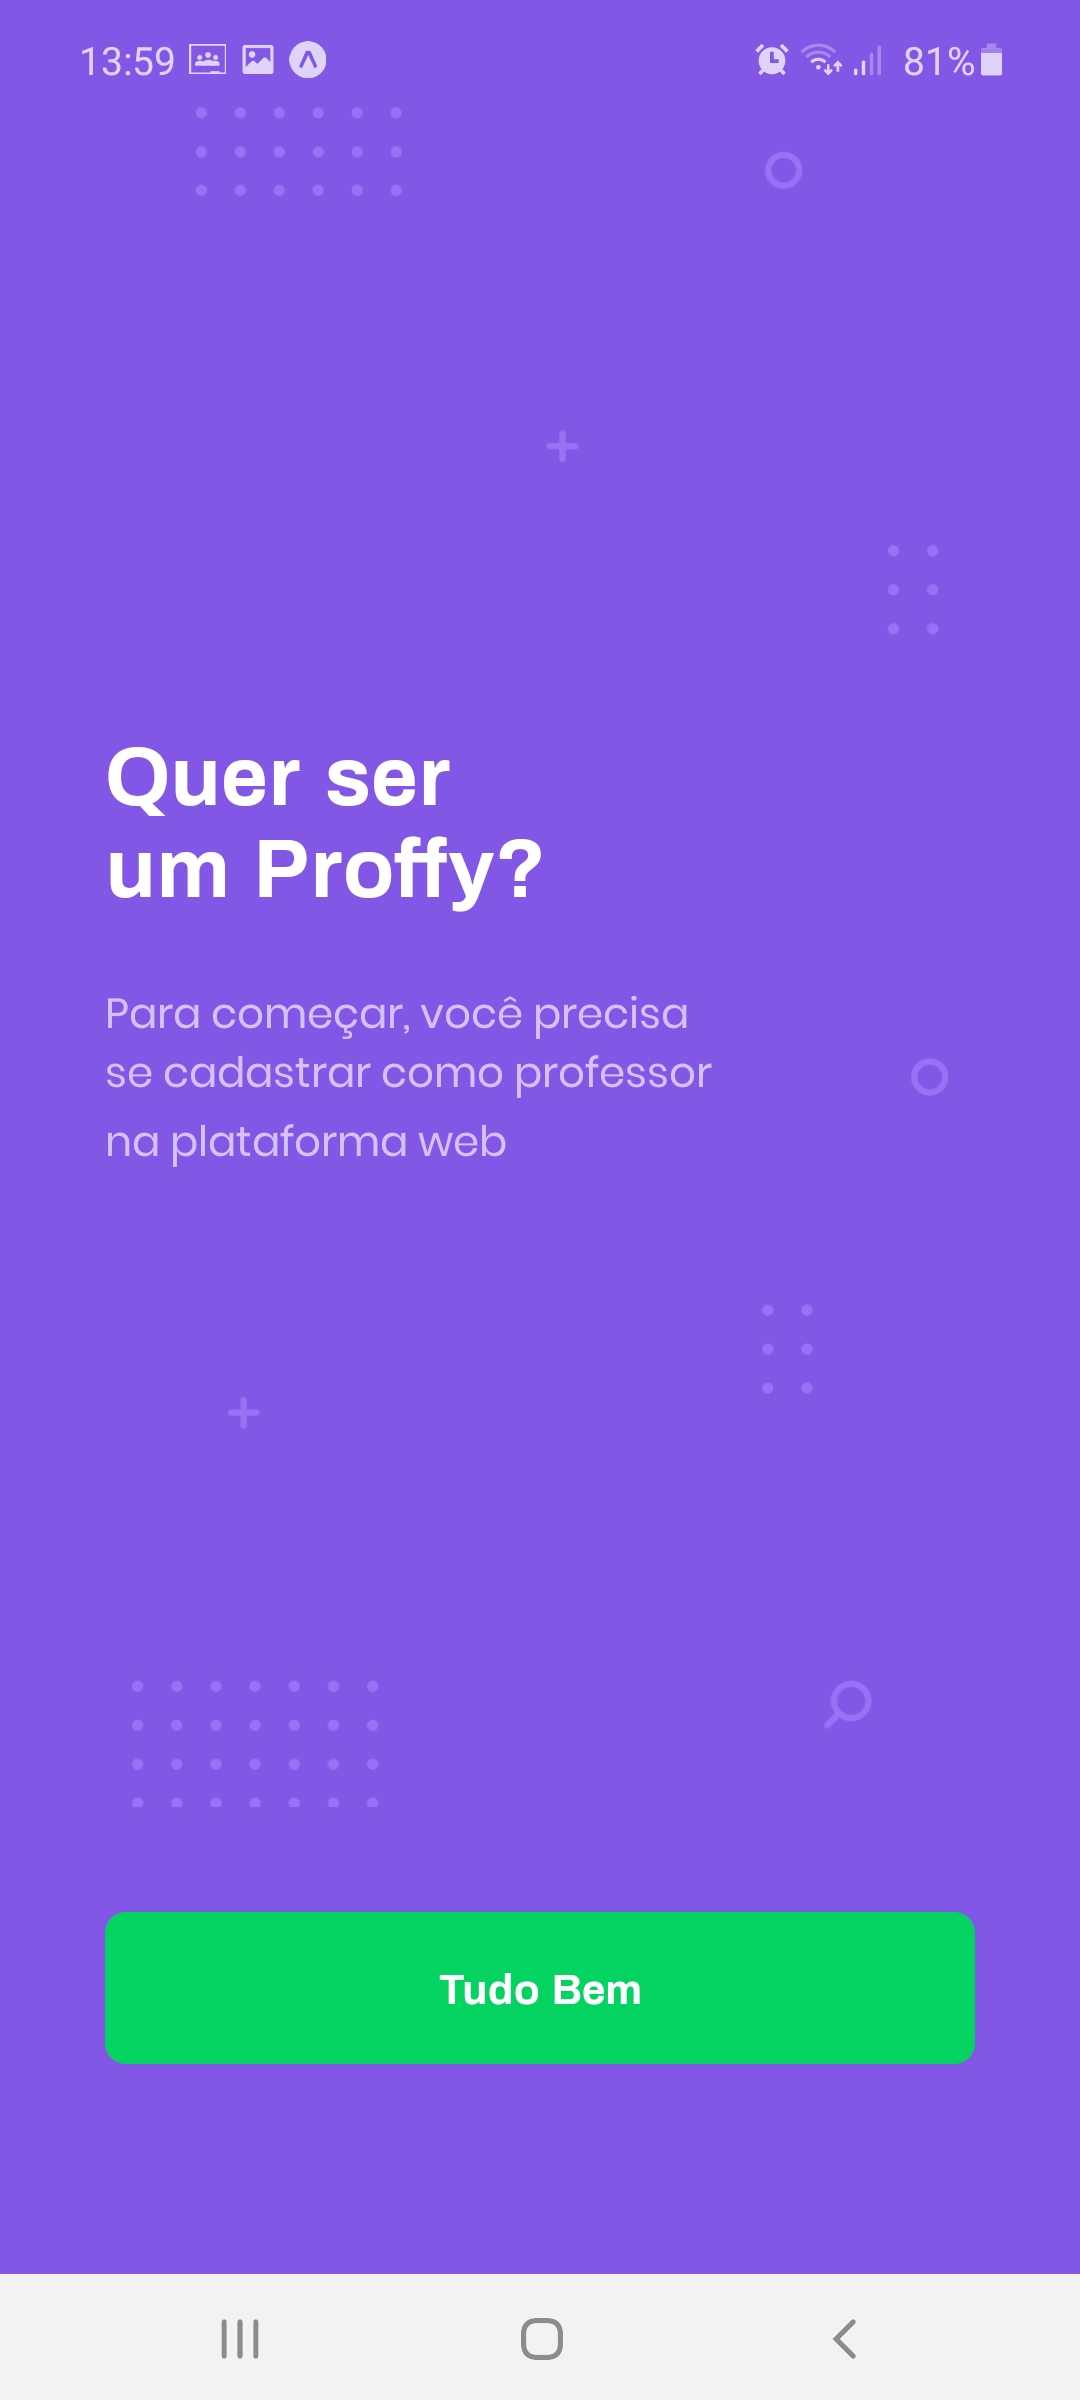 13:59 81%
Quer ser
um Proffy?
Para começar, você precisa
se cadastrar como professor
na plataforma web
Tudo Bem